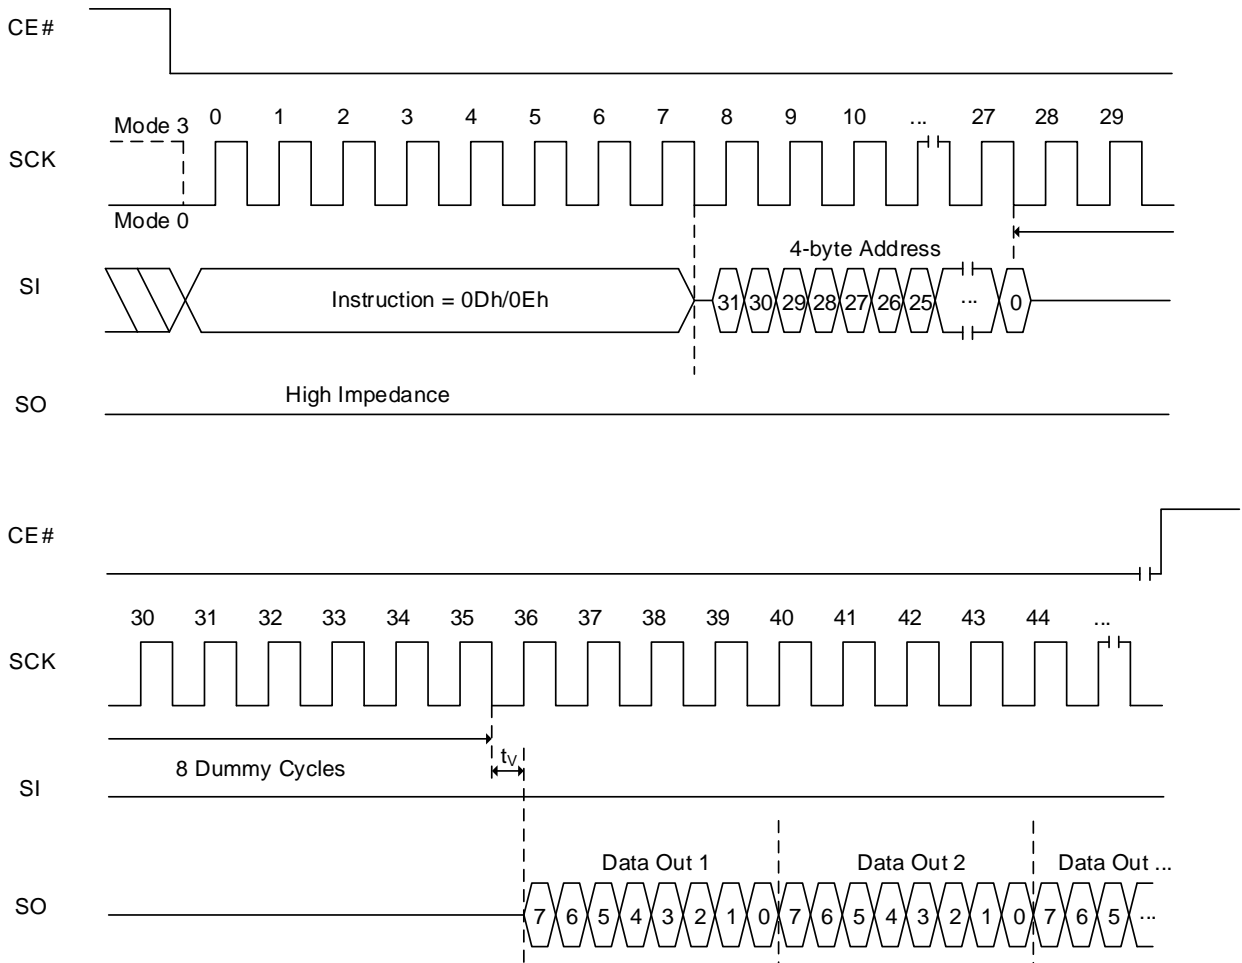 CE#
Mode 3
0 1 2 3 4 5 6 7 8 9 10 ... 27 28 29
SCK
Mode 0
4-byte Address
SI
Instruction = 0Dh/0Eh
31 30 29 28 27 26 25 ... 0
High Impedance
SO
CE#
30 31 32 33 34 35 36 37 38 39 40 41 42 43 44 ...
SCK
tV
8 Dummy Cycles
SI
Data Out 1 Data Out 2 Data Out ...
SO
7 6 5 4 3 2 1 0 7 6 5 4 3 2 1 0 7 6 5 ...